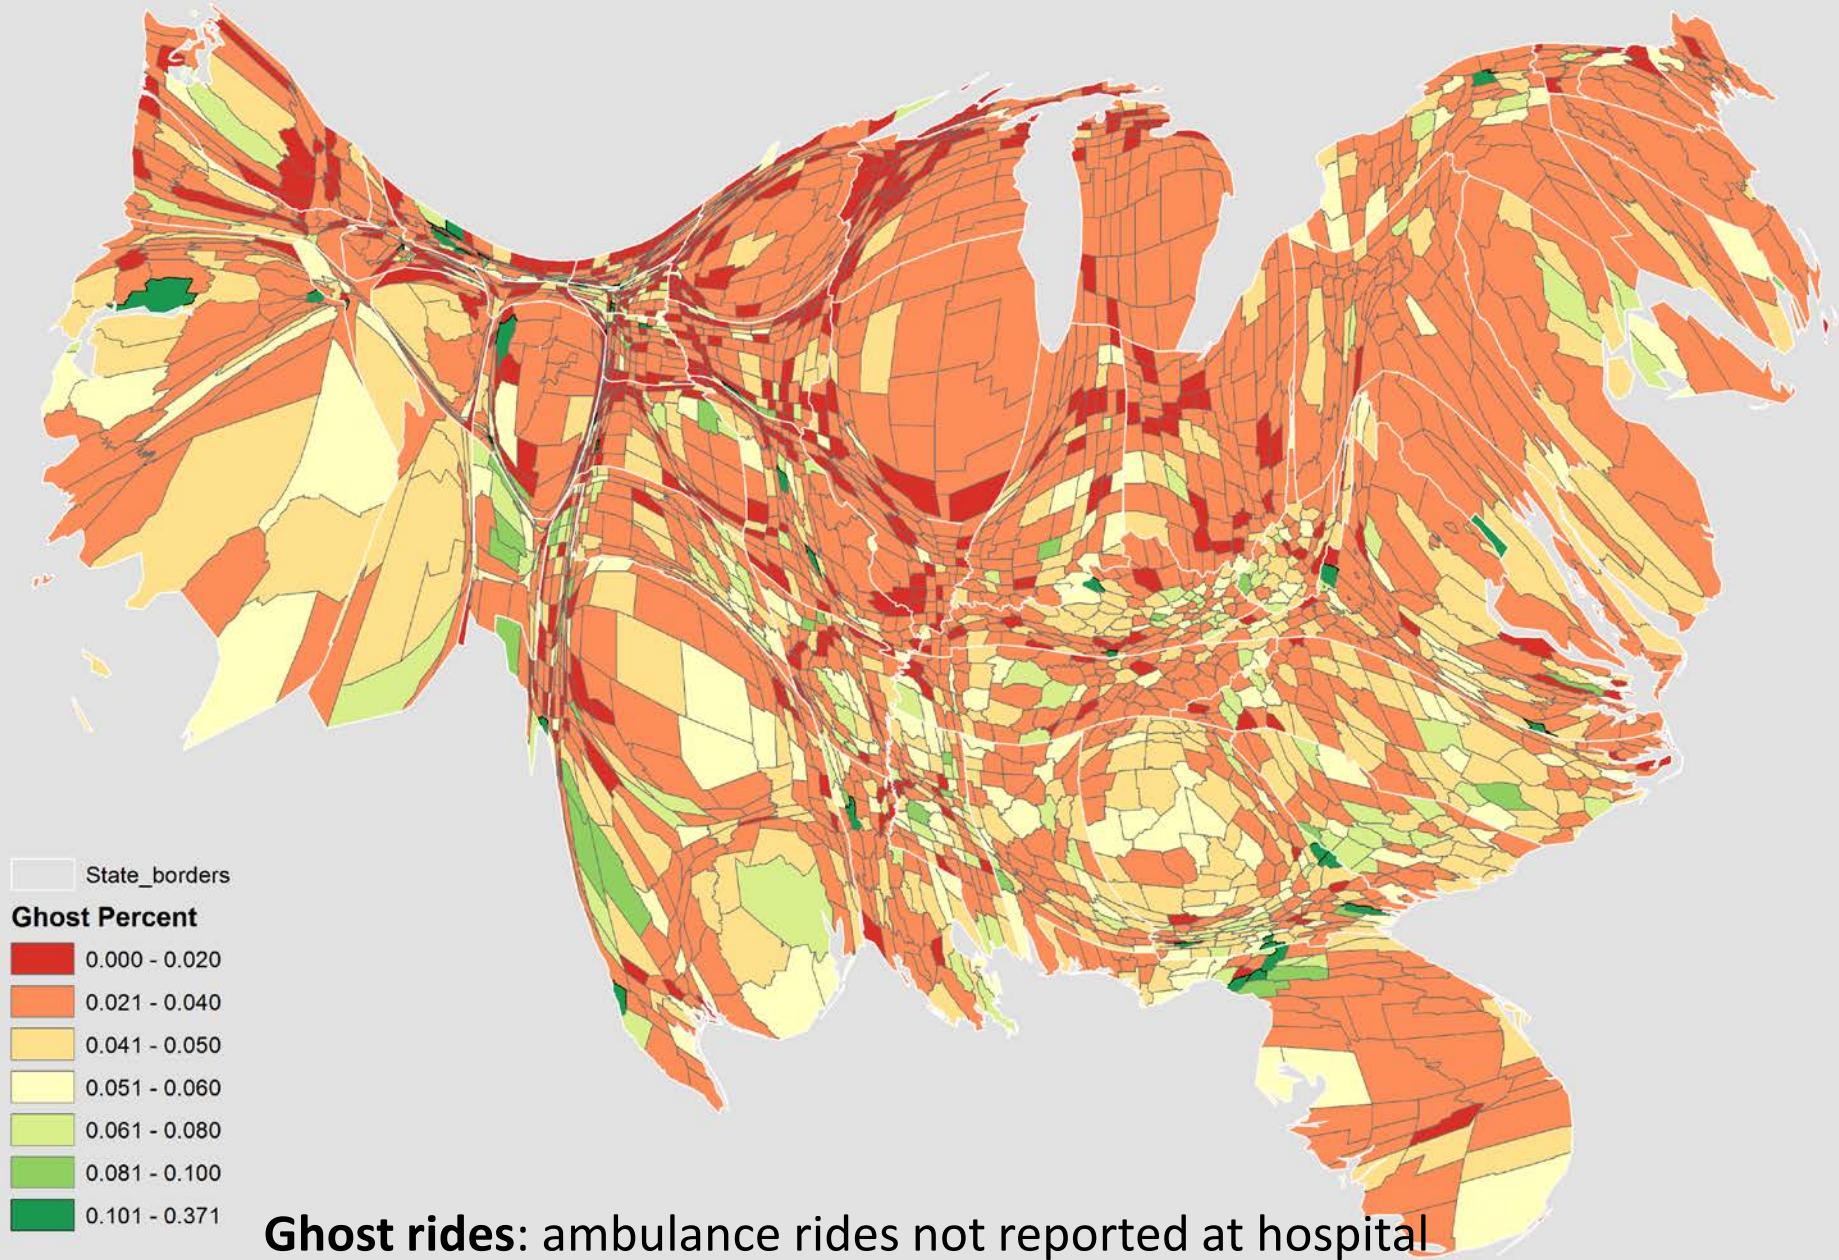 State_borders
Ghost Percent
0.000 - 0.020
0.021 - 0.040
0.041 - 0.050
0.051 - 0.060
0.061 - 0.080
0.081 - 0.100
0.101 - 0.371
Ghost rides: ambulance rides not reported at hospital